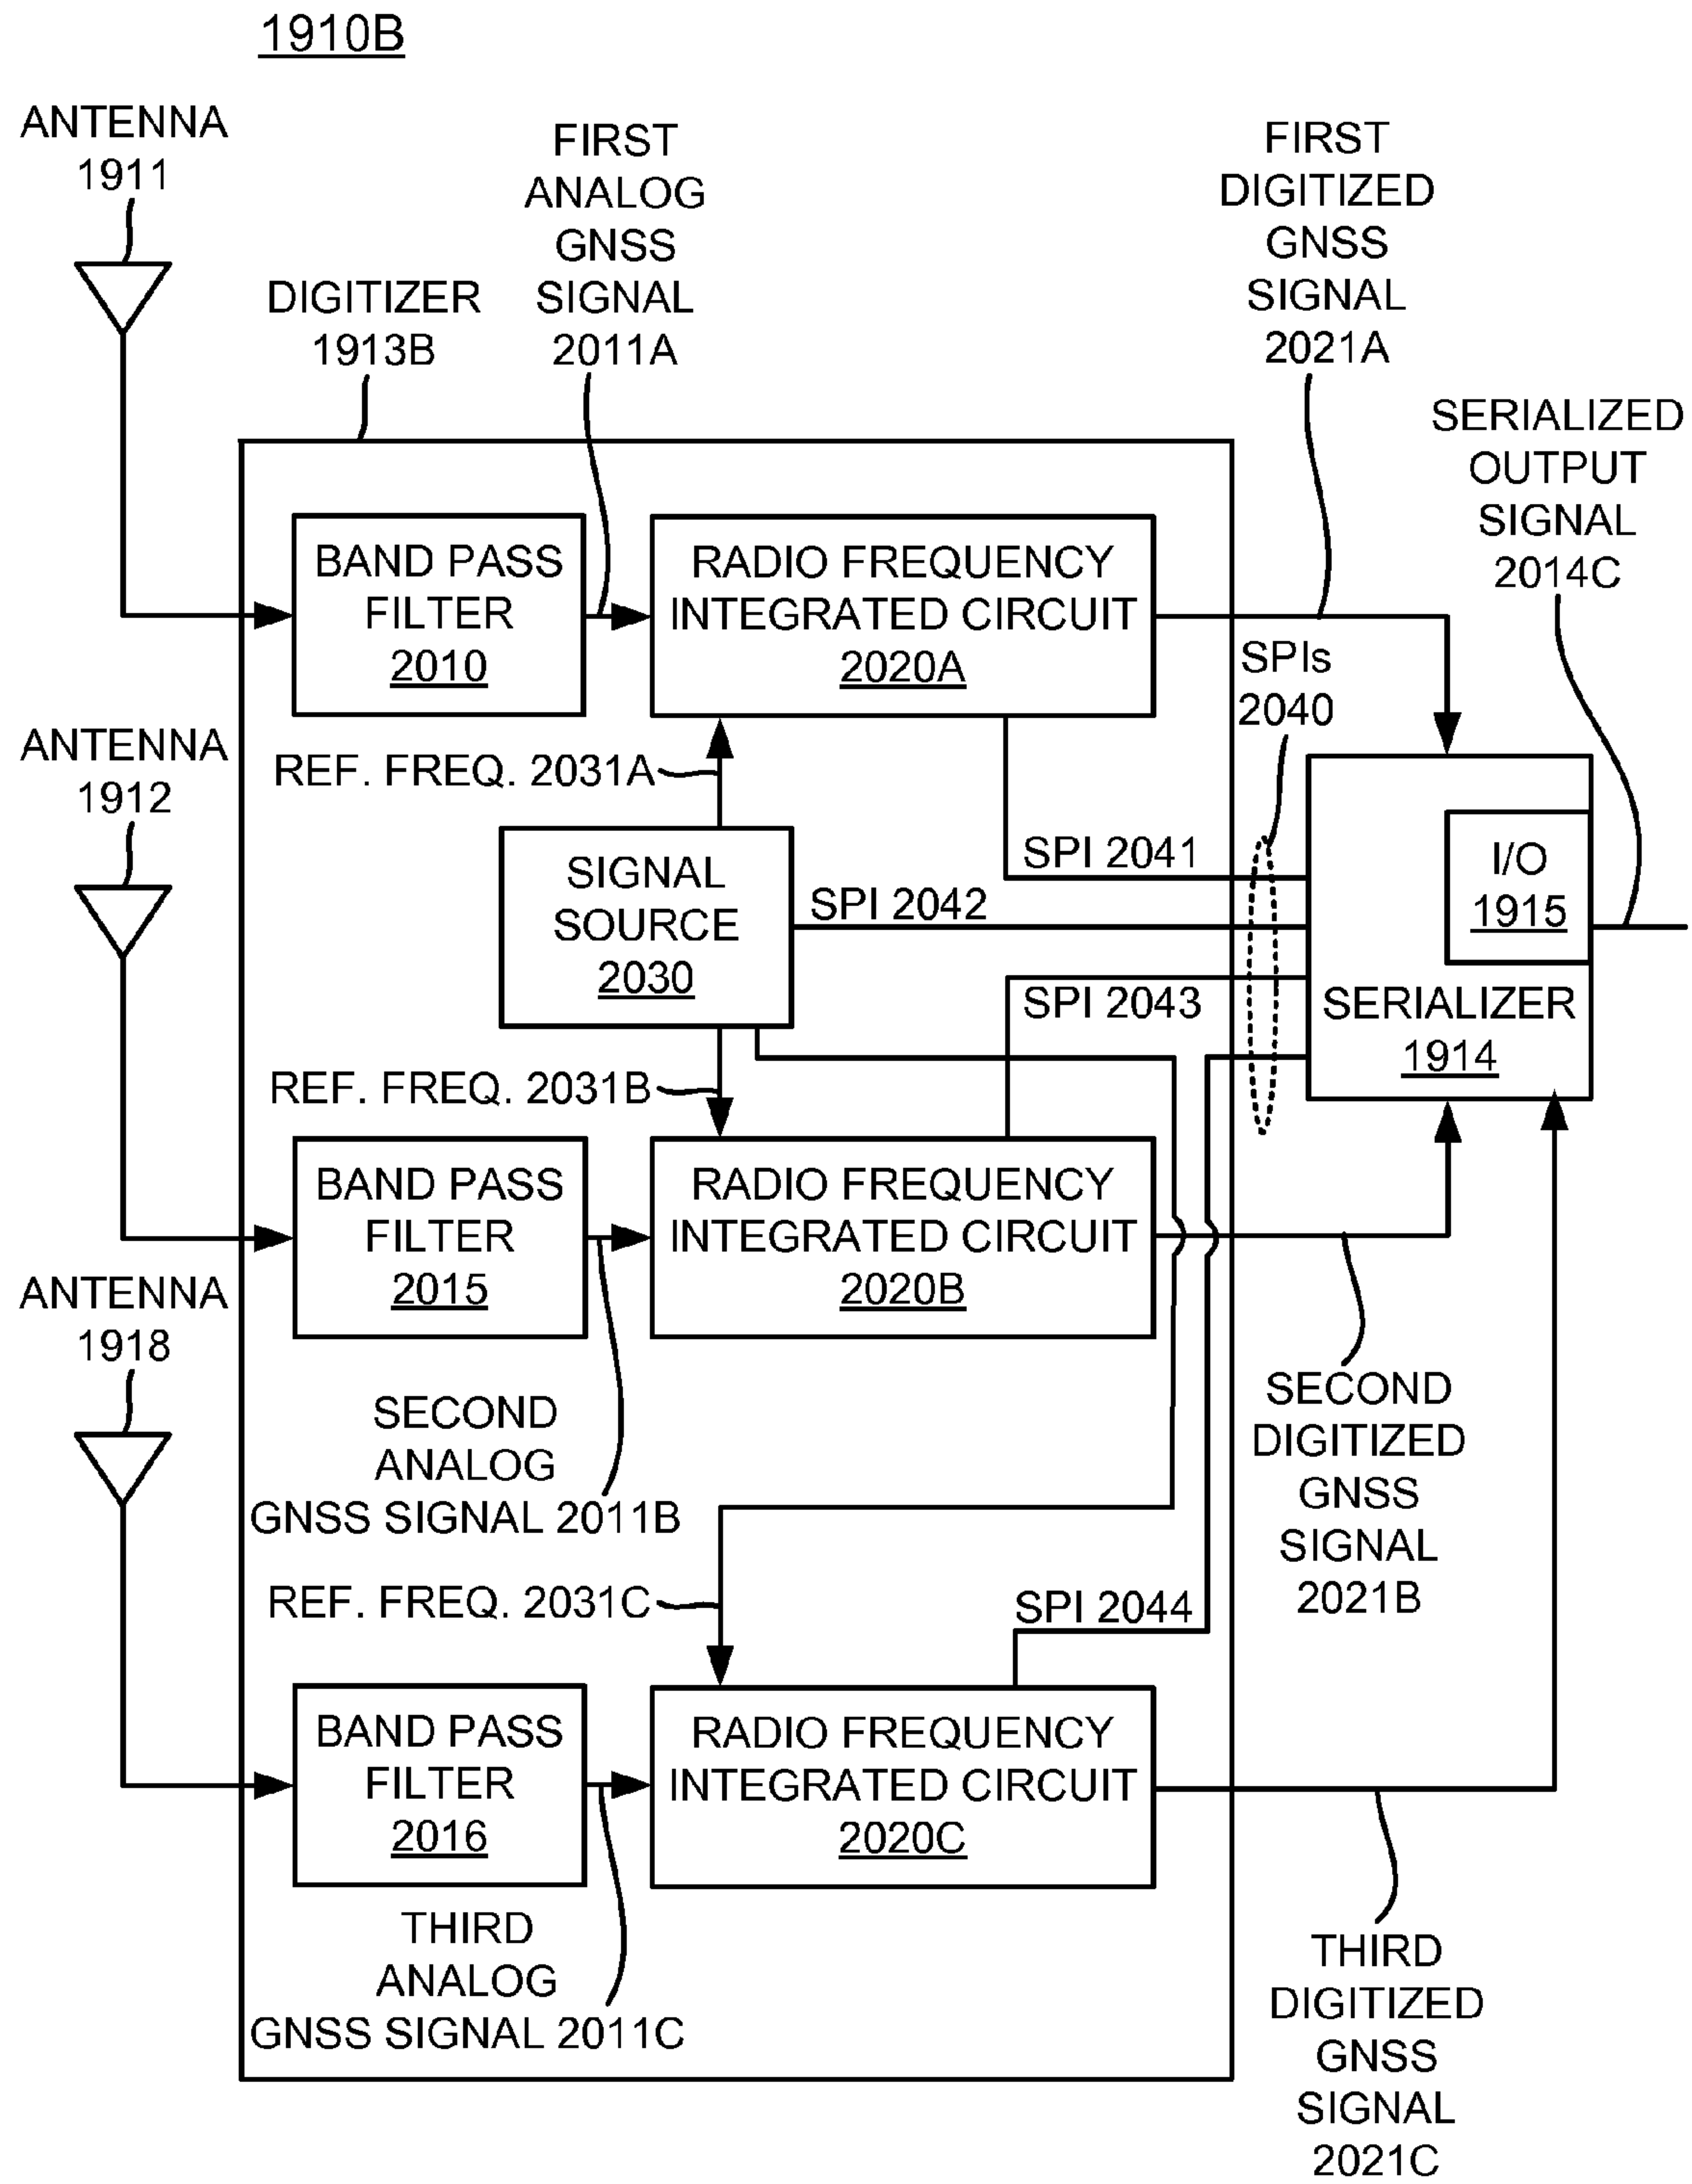 1910B
ANTENNA
1911
FIRST
ANALOG
GNSS
SIGNAL
2011A
FIRST
DIGITIZED
GNSS
SIGNAL
2021A
DIGITIZER
1913B
SERIALIZED
OUTPUT
SIGNAL
2014C
BAND PASS
FILTER
2010
RADIO FREQUENCY
INTEGRATED CIRCUIT
2020A
SPIs
2040
ANTENNA
1912
REF. FREQ. 2031A
SIGNAL
SOURCE
2030
SPI 2041
SPI 2042
SPI 2043
I/O
1915
SERIALIZER
1914
REF. FREQ. 2031B
BAND PASS
FILTER
2015
RADIO FREQUENCY
INTEGRATED CIRCUIT
2020B
ANTENNA
1918
SECOND
ANALOG
GNSS SIGNAL 2011B
SECOND
DIGITIZED
GNSS
SIGNAL
2021B
REF. FREQ. 2031C
SPI 2044
BAND PASS
FILTER
2016
RADIO FREQUENCY
INTEGRATED CIRCUIT
2020C
THIRD
ANALOG
GNSS SIGNAL 2011C
THIRD
DIGITIZED
GNSS
SIGNAL
2021C